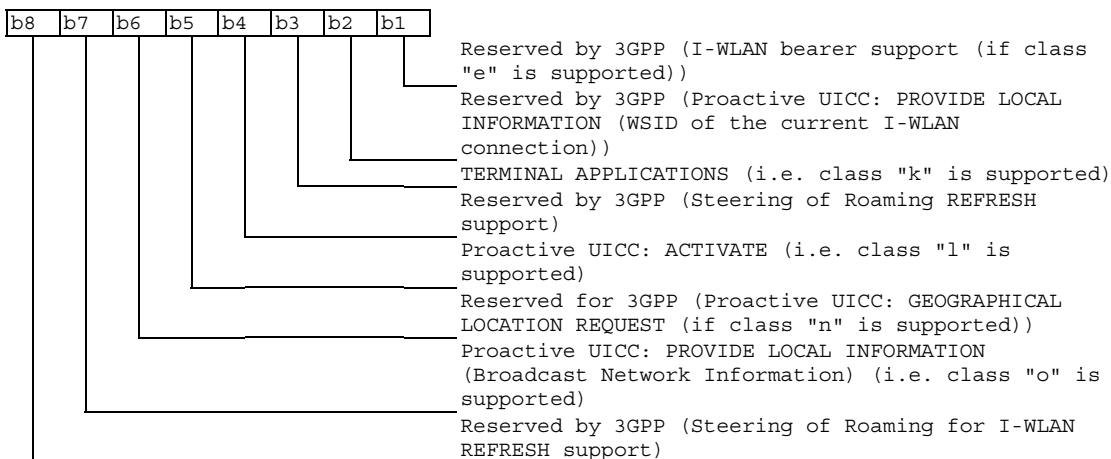 b8 b7 b6 b5 b4 b3 b2 b1
Reserved by 3GPP (I-WLAN bearer support (if class
"e" is supported))
Reserved by 3GPP (Proactive UICC: PROVIDE LOCAL
INFORMATION (WSID of the current I-WLAN
connection))
TERMINAL APPLICATIONS (i.e. class "k" is supported)
Reserved by 3GPP (Steering of Roaming REFRESH
support)
Proactive UICC: ACTIVATE (i.e. class "l" is
supported)
Reserved for 3GPP (Proactive UICC: GEOGRAPHICAL
LOCATION REQUEST (if class "n" is supported))
Proactive UICC: PROVIDE LOCAL INFORMATION
(Broadcast Network Information) (i.e. class "o" is
supported)
Reserved by 3GPP (Steering of Roaming for I-WLAN
REFRESH support)